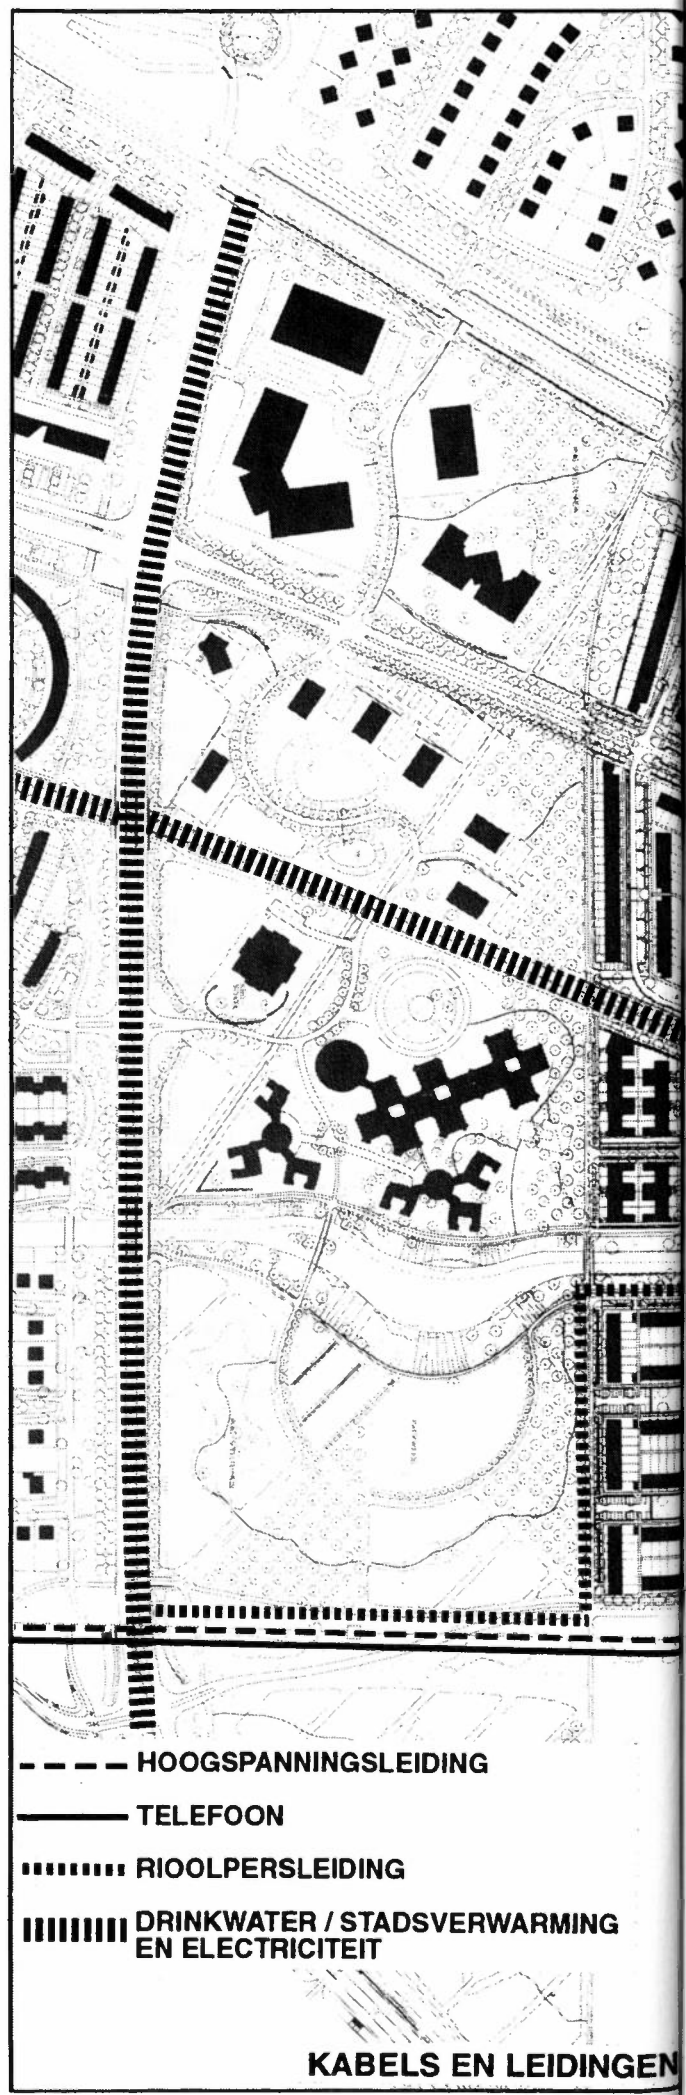 HOOGSPANNINGSLEIDING
TELEFOON
RIOOLPERSLEIDING
DRINKWATER / STADSVERWARMING
EN ELECTRICITEIT
KABELS EN LEIDINGEN